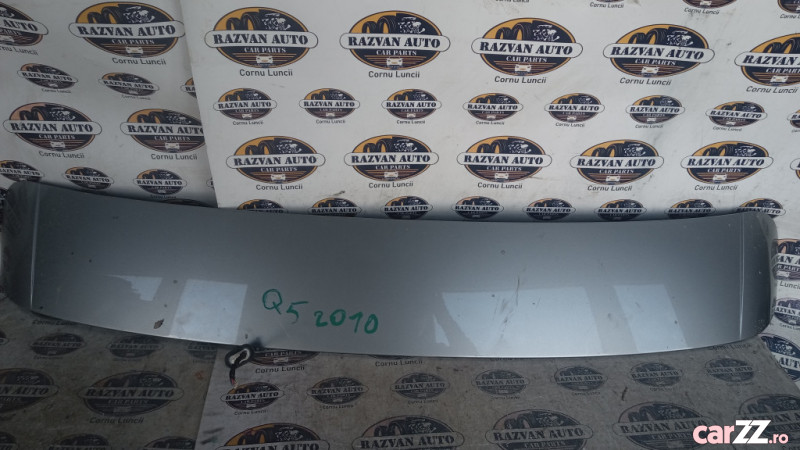 RAZVAN AUTO
CAR PARTS
Cornu Luncii
Q5 2010
carZZ.ro